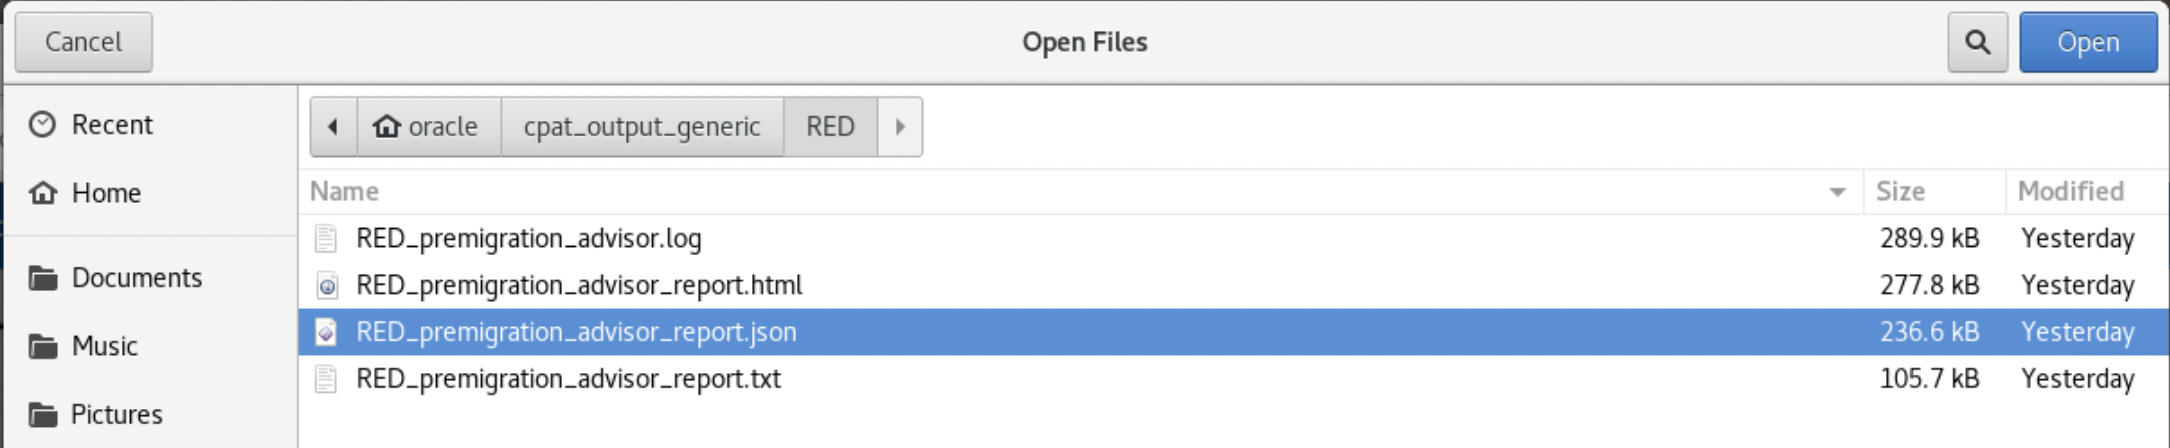 Cancel Open Files Open
Recent
Home
Documents
Music
Pictures
oracle cpat_output_generic RED
Name Size Modified
RED_premigration_advisor.log 289.9 kB Yesterday
RED_premigration_advisor_report.html 277.8 kB Yesterday
RED_premigration_advisor_report.json 236.6 kB Yesterday
RED_premigration_advisor_report.txt 105.7 kB Yesterday